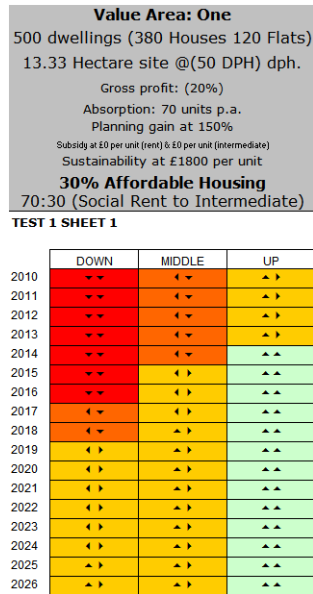 Value Area: One
500 dwellings (380 Houses 120 Flats)
13.33 Hectare site @(50 DPH) dph.
Gross profit: (20%)
Absorption: 70 units p.a.
Planning gain at 150%
Subsidy at £0 per unit (rent) & £0 per unit (intermediate)
Sustainability at £1800 per unit
30% Affordable Housing
70:30 (Social Rent to Intermediate)
TEST 1 SHEET 1
DOWN MIDDLE UP
2010
2011
2012
2013
2014
2015
2016
2017
2018
2019
2020
2021
2022
2023
2024
2025
2026